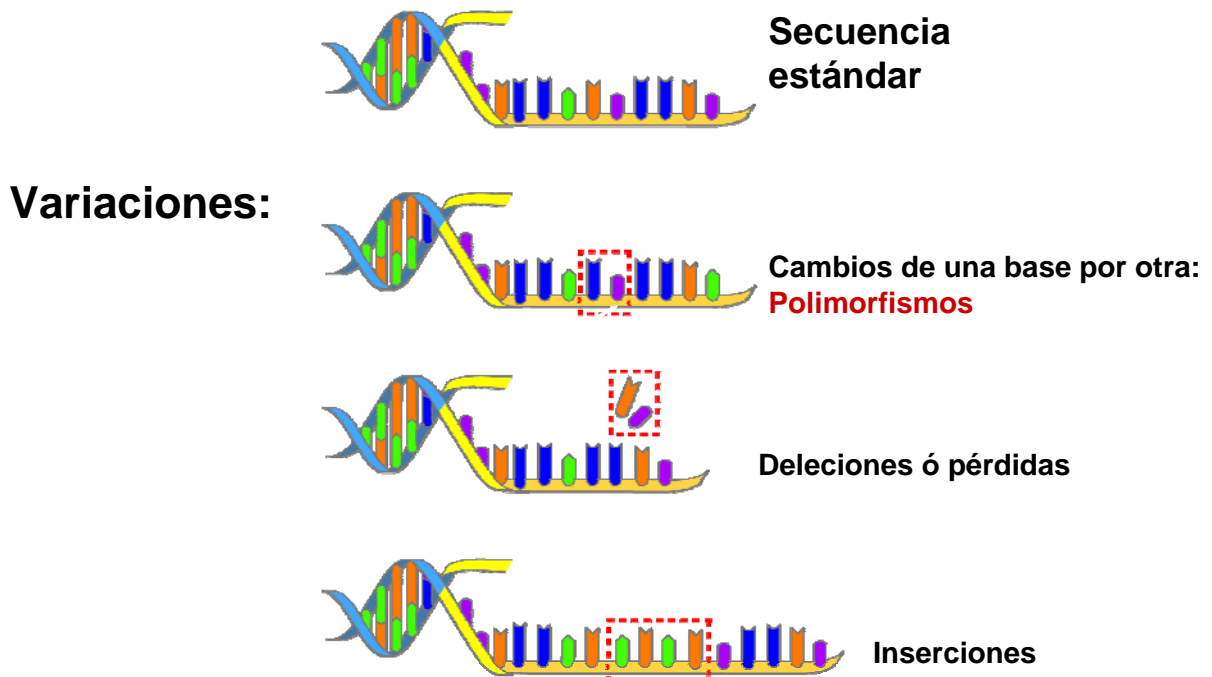 Secuencia
estándar
Variaciones:
Cambios de una base por otra:
Polimorfismos
Deleciones ó pérdidas
Inserciones